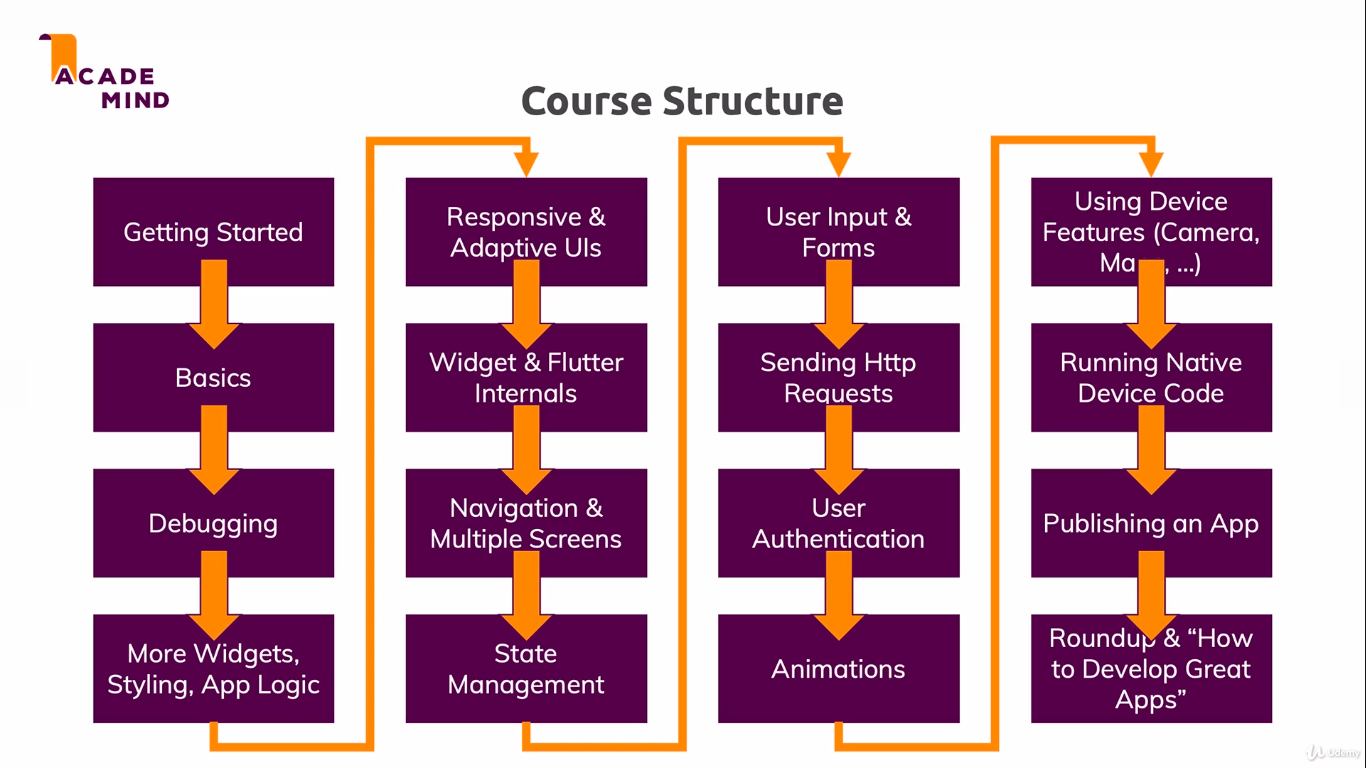 ACADE
MIND
Course Structure
Getting Started
Basics
Debugging
More Widgets,
Styling, App Logic
Responsive &
Adaptive UIs
Widget & Flutter
Internals
Navigation &
Multiple Screens
State
Management
User Input &
Forms
Sending Http
Requests
User
Authentication
Animations
Using Device
Features (Camera,
, ...)
Running Native
Device Code
Publishing an App
Roundup & “How
to Develop Great
Apps”
Udemy